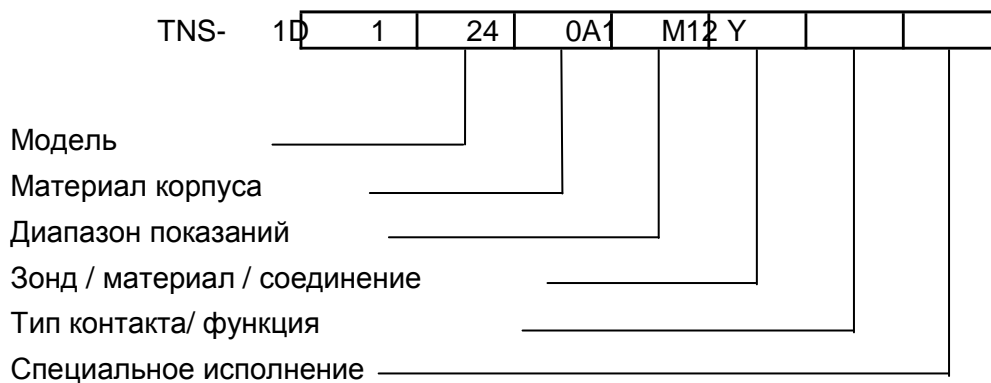 TNS- 1D 1 24 0A1 M12 Y
Модель
Материал корпуса
Диапазон показаний
Зонд / материал / соединение
Тип контакта/ функция
Специальное исполнение